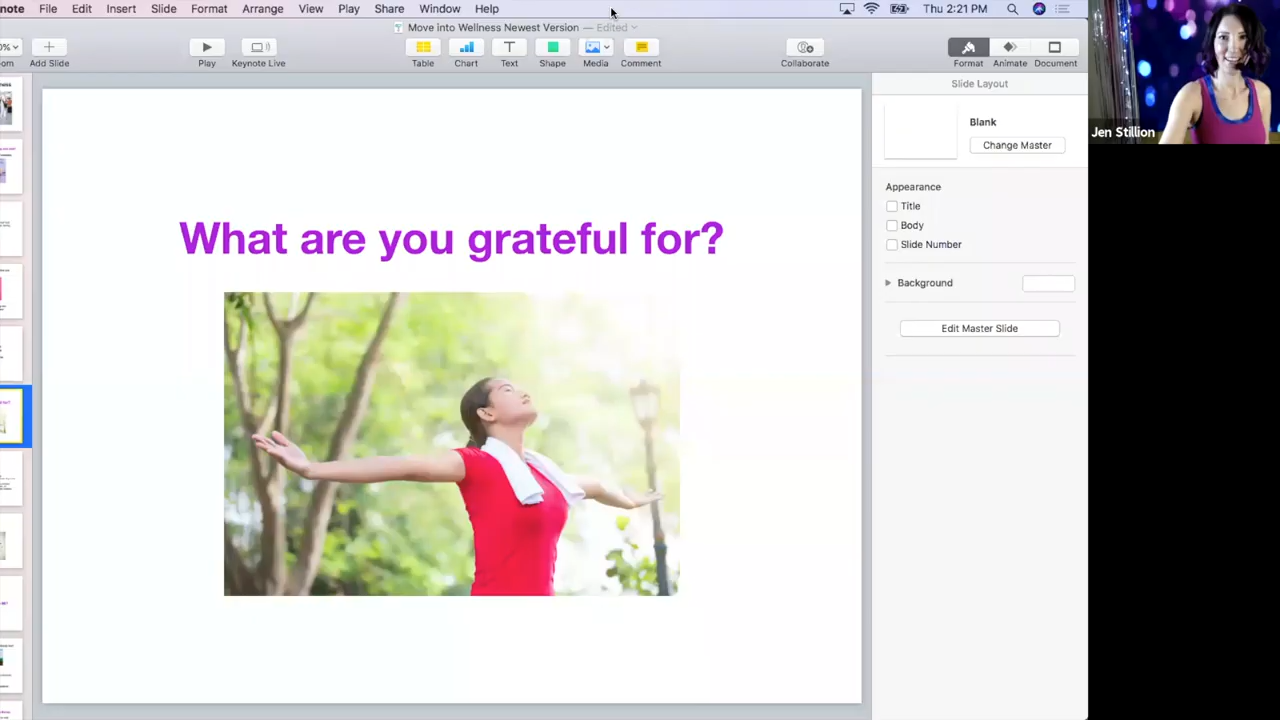 note File Edit Insert Slide Format Arrange View Play Share Window Help Thu 2:21 PM
Move into Wellness Newest Version — Edited
Add Slide Play Keynote Live Table Chart Text Shape Media Comment Collaborate Format Animate Document
Slide Layout
Blank
Change Master
Appearance
Title
Body
Slide Number
Background
Edit Master Slide
What are you grateful for?
Jen Stillion